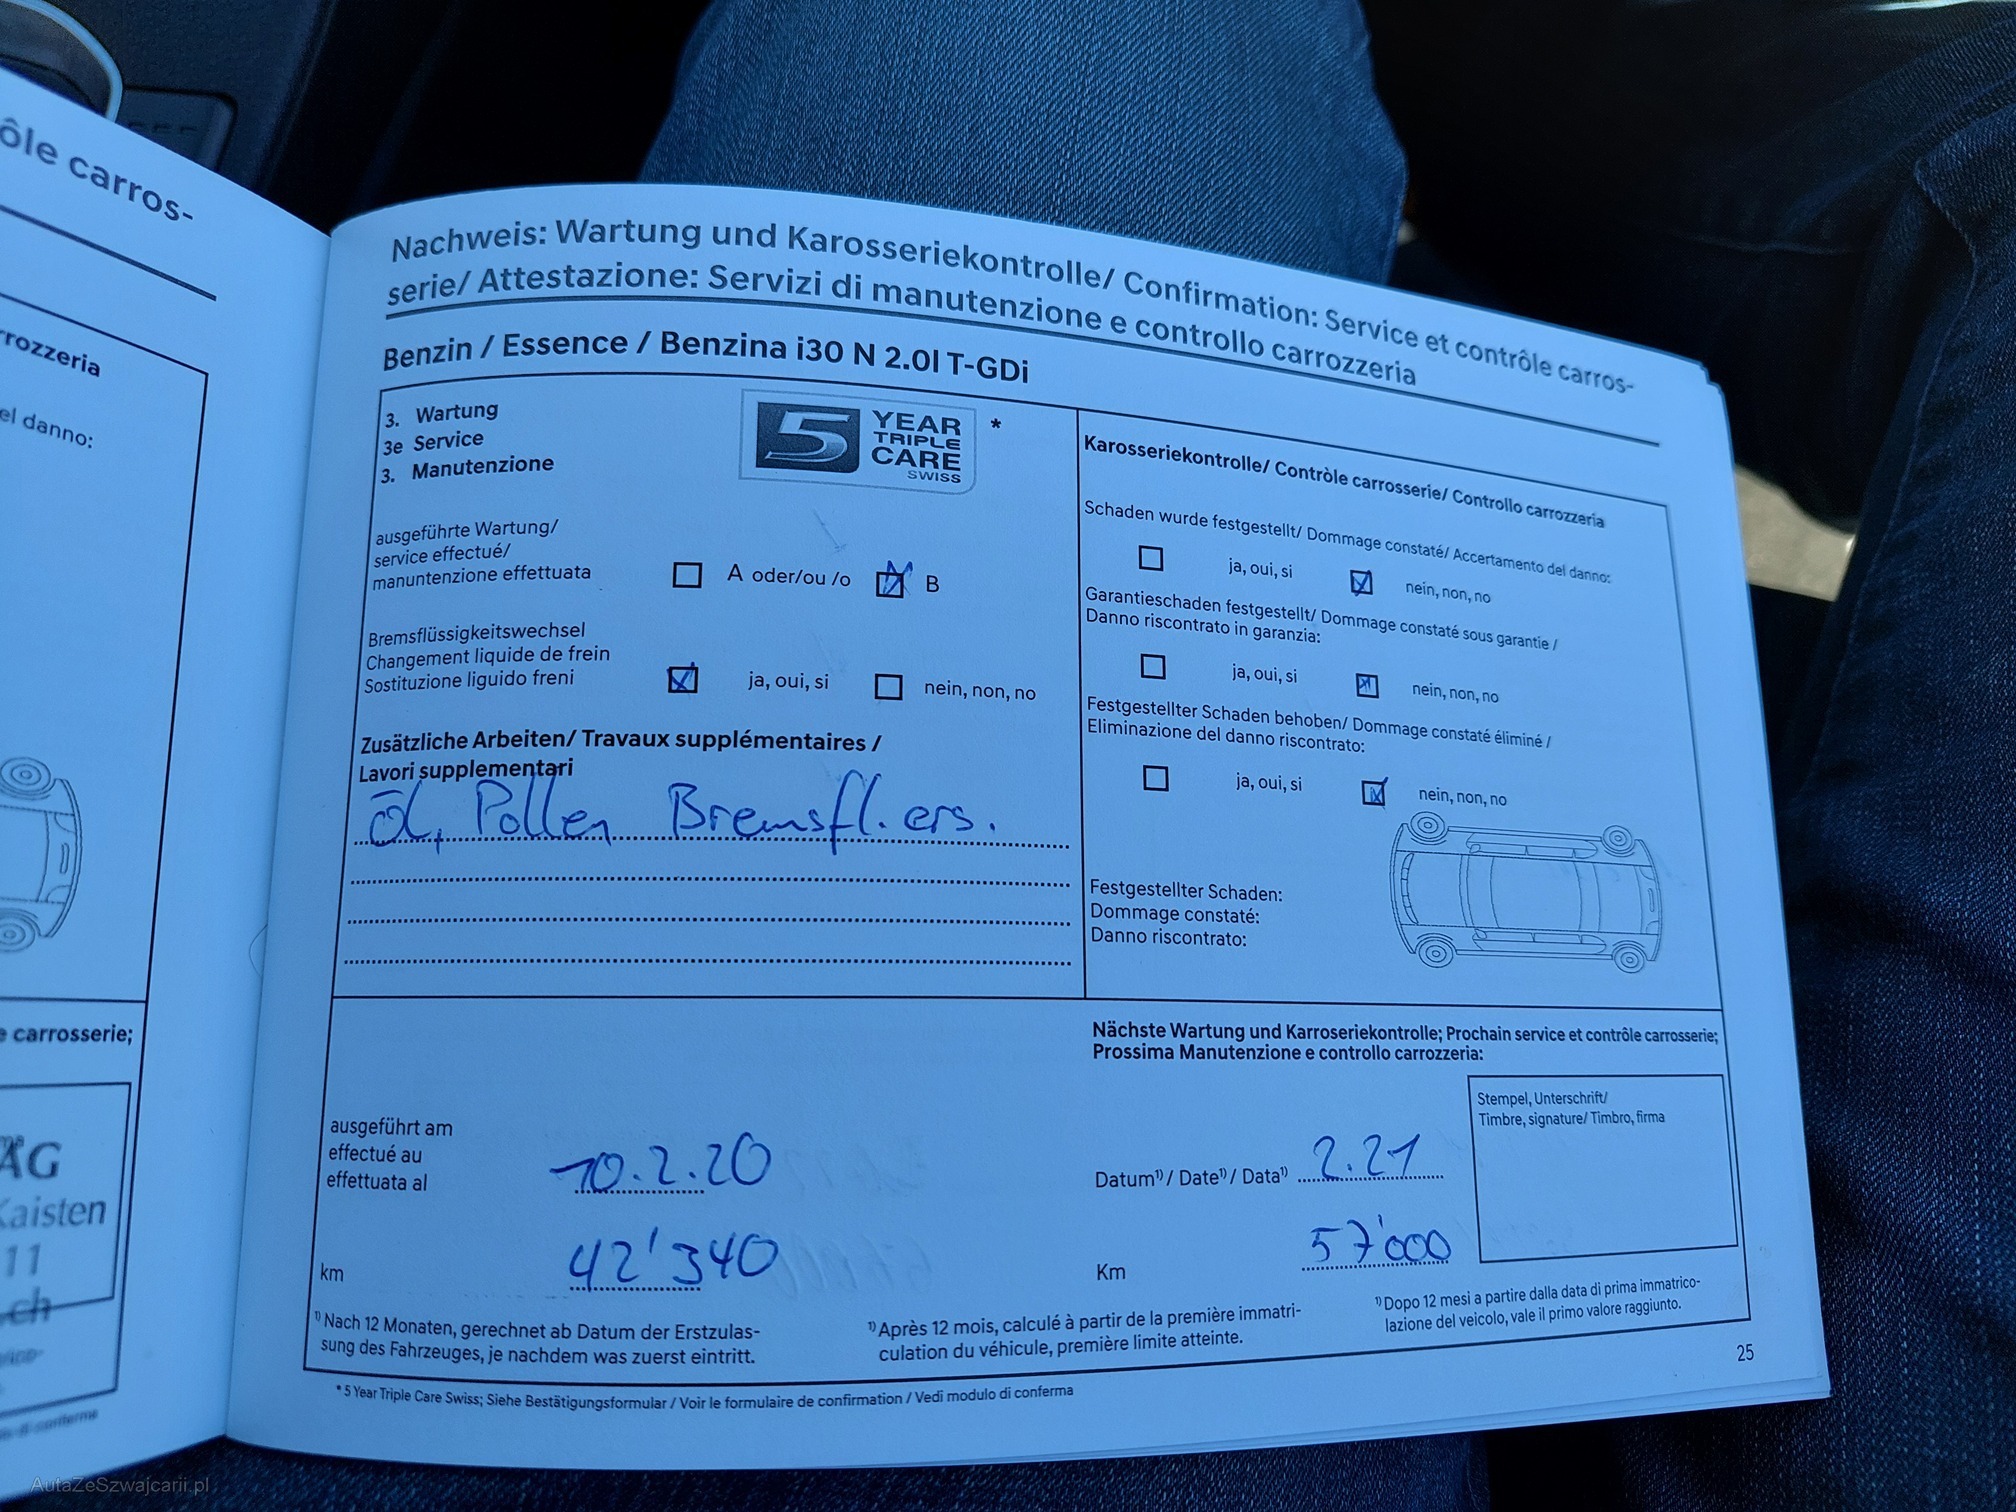 ôle carros-
rrozzeria
el danno:
e carrosserie;
AG
Kaisten
11
.ch
Nachweis: Wartung und Karosseriekontrolle/ Confirmation: Service et contrôle carros-
serie/ Attestazione: Servizi di manutenzione e controllo carrozzeria
Benzin / Essence / Benzina i30 N 2.0l T-GDi
3. Wartung
3e Service
3. Manutenzione
5 YEAR
TRIPLE
CARE
SWISS
*
ausgeführte Wartung/
service effectué/
manuntenzione effettuata
A oder/ou /o
B
Bremsflüssigkeitswechsel
Changement liquide de frein
Sostituzione liguido freni
ja, oui, si
nein, non, no
Zusätzliche Arbeiten/ Travaux supplémentaires /
Lavori supplementari
Öl, Pollen Bremsfl. ers.
Karosseriekontrolle/ Contrôle carrosserie/ Controllo carrozzeria
Schaden wurde festgestellt/ Dommage constaté/ Accertamento del danno:
ja, oui, si
nein, non, no
Garantieschaden festgestellt/ Dommage constaté sous garantie /
Danno riscontrato in garanzia:
ja, oui, si
nein, non, no
Festgestellter Schaden behoben/ Dommage constaté éliminé /
Eliminazione del danno riscontrato:
ja, oui, si
nein, non, no
Festgestellter Schaden:
Dommage constaté:
Danno riscontrato:
ausgeführt am
effectué au
effettuata al
10.2.20
km
42'340
Nächste Wartung und Karroseriekontrolle; Prochain service et contrôle carrosserie;
Prossima Manutenzione e controllo carrozzeria:
Stempel, Unterschrift/
Timbre, signature/ Timbro, firma
Datum¹⁾/ Date¹⁾/ Data¹⁾
2.21
Km
57'000
¹⁾ Nach 12 Monaten, gerechnet ab Datum der Erstzulas-
sung des Fahrzeuges, je nachdem was zuerst eintritt.
¹⁾ Après 12 mois, calculé à partir de la première immatri-
culation du véhicule, première limite atteinte.
¹⁾ Dopo 12 mesi a partire dalla data di prima immatrico-
lazione del veicolo, vale il primo valore raggiunto.
25
* 5 Year Triple Care Swiss; Siehe Bestätigungsformular / Voir le formulaire de confirmation / Vedi modulo di conferma
AutaZeSzwajcarii.pl